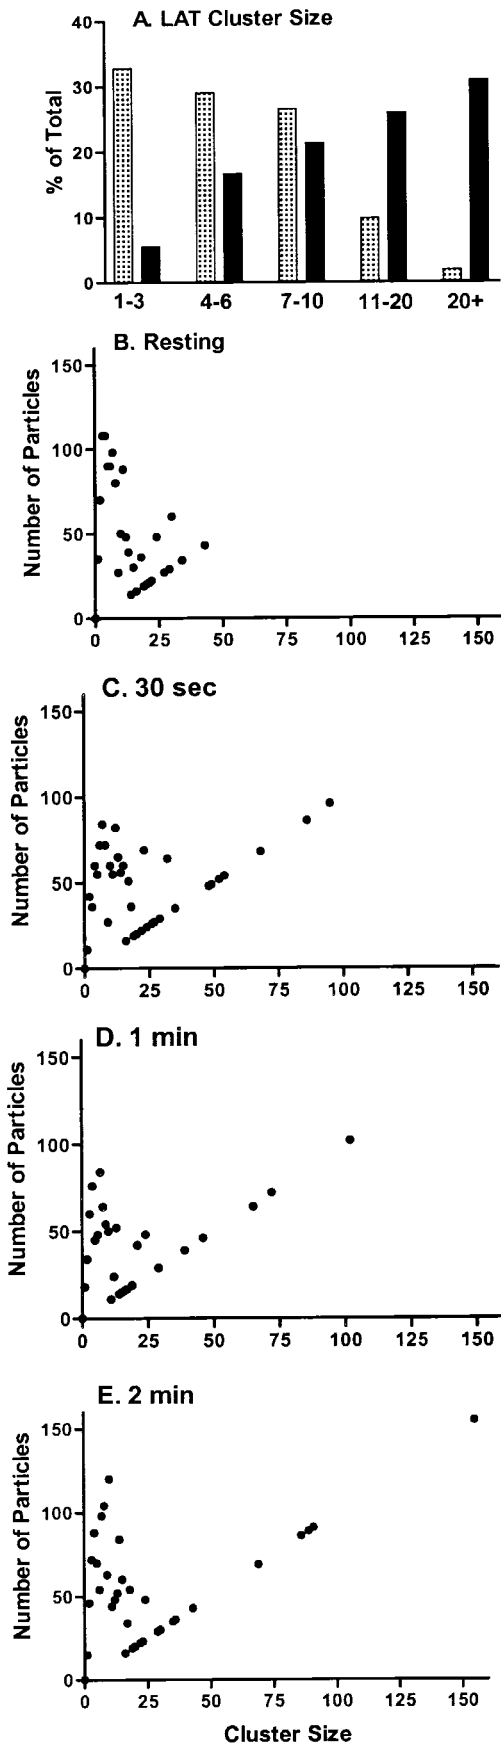 A. LAT Cluster Size
40
30
20
10
0
% of Total
1-3 4-6 7-10 11-20 20+
B. Resting
150
100
50
0
Number of Particles
0 25 50 75 100 125 150
C. 30 sec
150
100
50
0
Number of Particles
0 25 50 75 100 125 150
D. 1 min
150
100
50
0
Number of Particles
0 25 50 75 100 125 150
E. 2 min
150
100
50
0
Number of Particles
0 25 50 75 100 125 150
Cluster Size